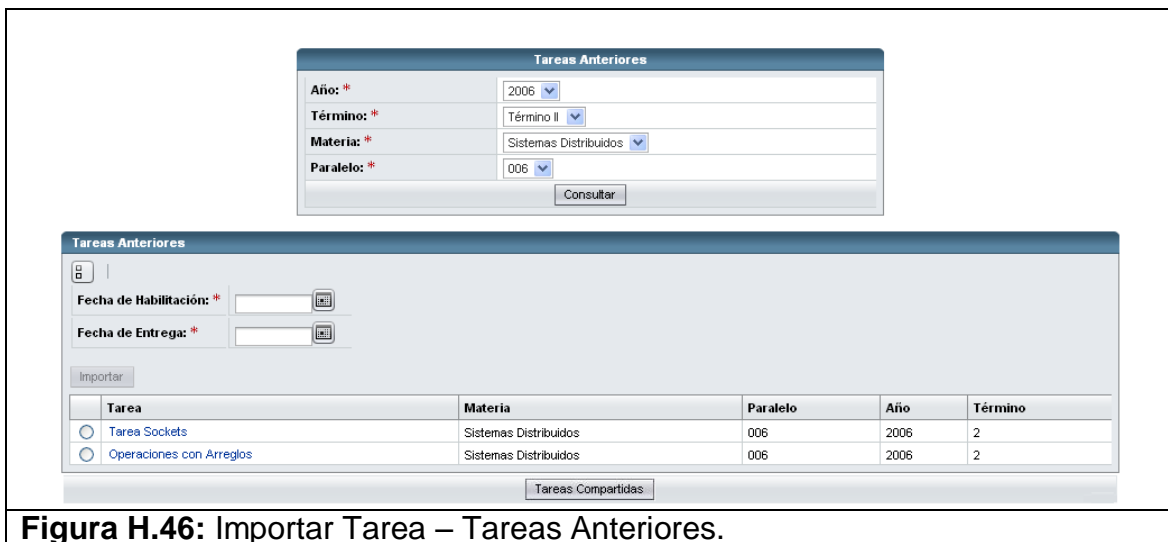 Tareas Anteriores
Año: * 2006
Término: * Término II
Materia: * Sistemas Distribuidos
Paralelo: * 006
Consultar
Tareas Anteriores
Fecha de Habilitación: *
Fecha de Entrega: *
Importar
Tarea Materia Paralelo Año Término
Tarea Sockets Sistemas Distribuidos 006 2006 2
Operaciones con Arreglos Sistemas Distribuidos 006 2006 2
Tareas Compartidas
Figura H.46: Importar Tarea – Tareas Anteriores.